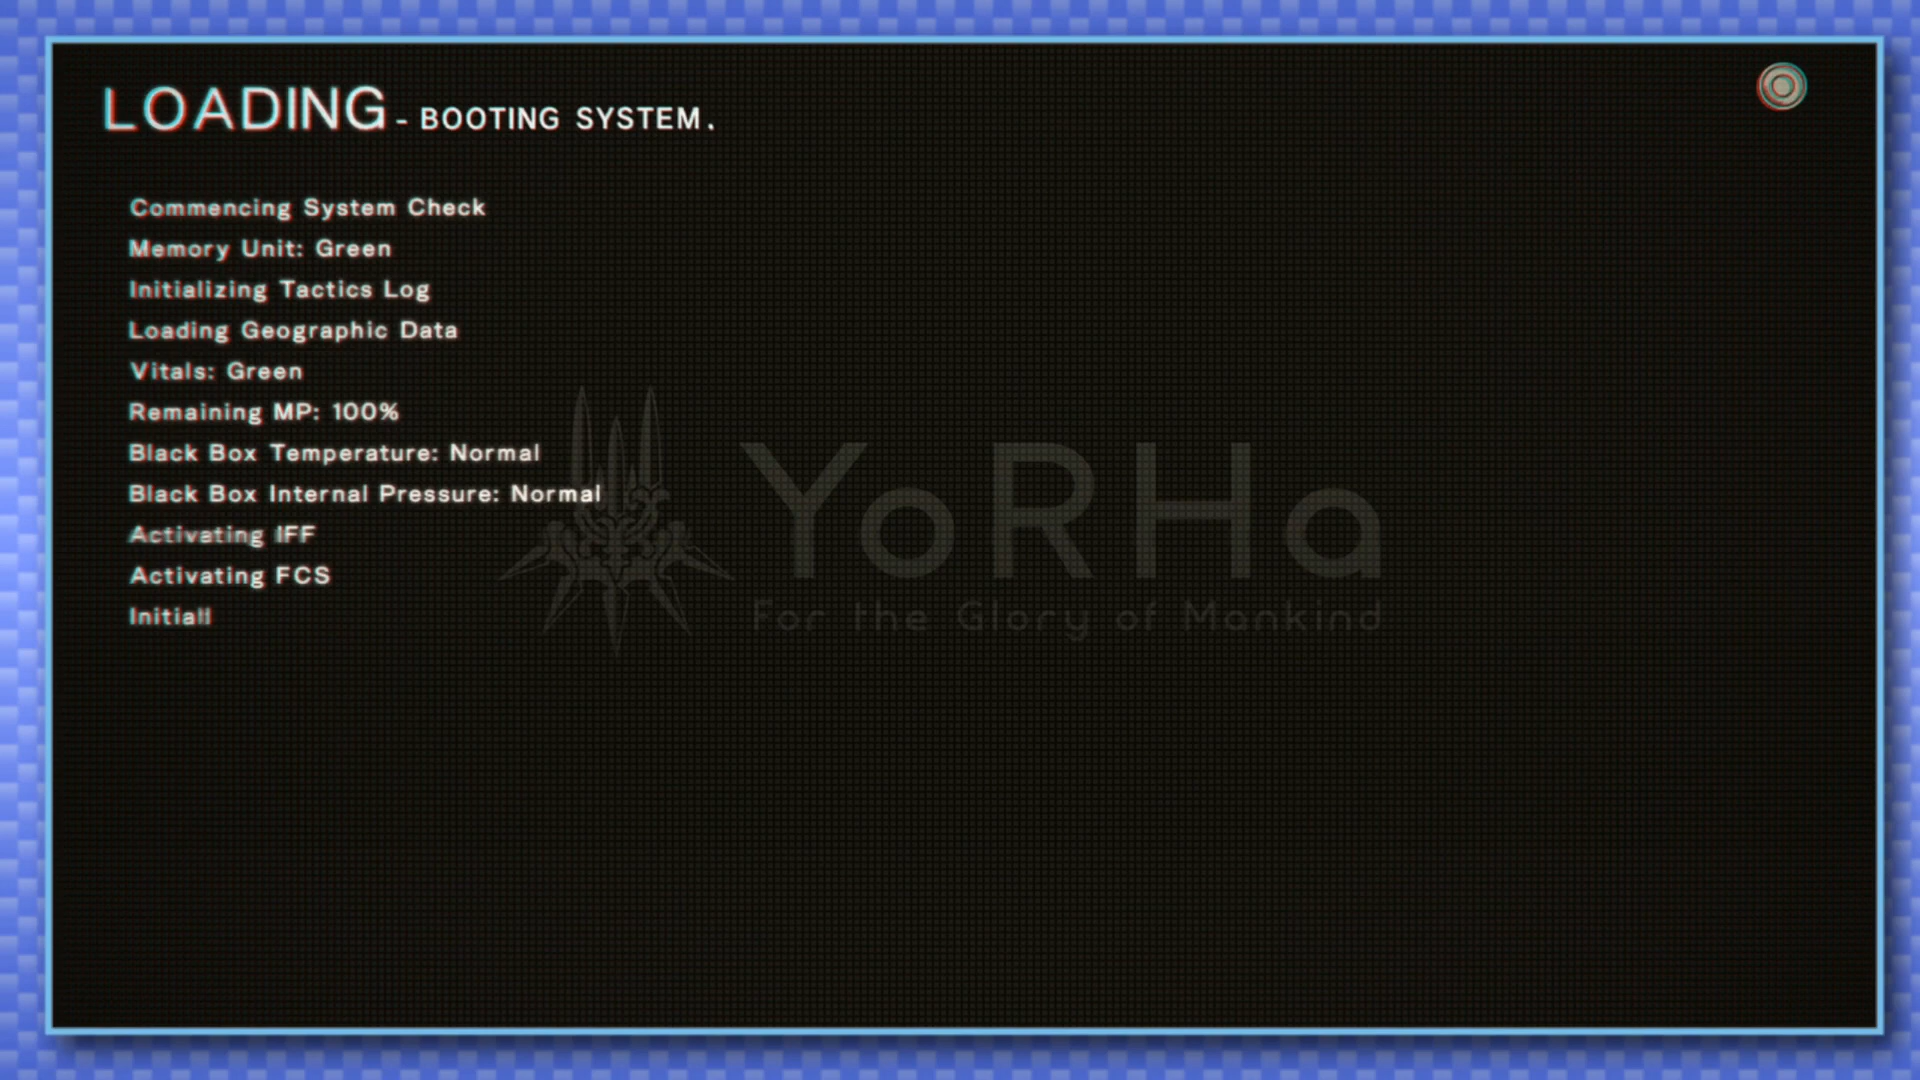 LOADING - BOOTING SYSTEM.
Commencing System Check
Memory Unit: Green
Initializing Tactics Log
Loading Geographic Data
Vitals: Green
Remaining MP: 100%
Black Box Temperature: Normal
Black Box Internal Pressure: Normal
Activating IFF
Activating FCS
Initiall
YoRHa
For the Glory of Mankind